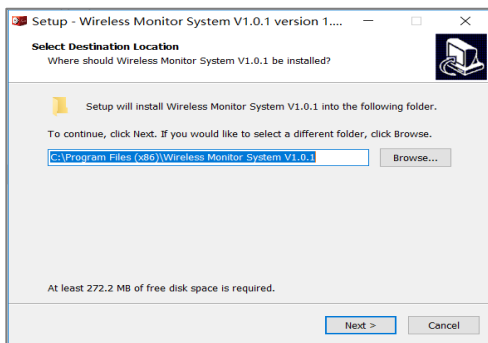 Setup - Wireless Monitor System V1.0.1 version 1....
Select Destination Location
Where should Wireless Monitor System V1.0.1 be installed?
Setup will install Wireless Monitor System V1.0.1 into the following folder.
To continue, click Next. If you would like to select a different folder, click Browse.
C:\Program Files (x86)\Wireless Monitor System V1.0.1
Browse...
At least 272.2 MB of free disk space is required.
Next >
Cancel